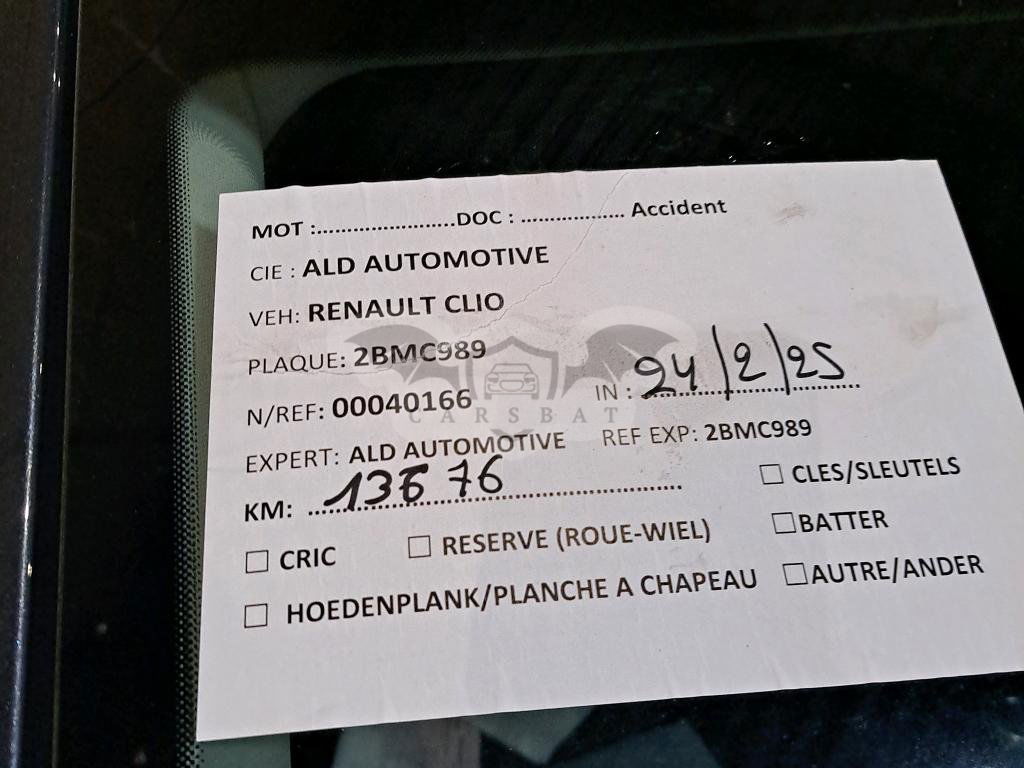 MOT :.......................DOC : .................. Accident
CIE : ALD AUTOMOTIVE
VEH: RENAULT CLIO
PLAQUE: 2BMC989
N/REF: 00040166 IN : 24/2/25
CARSBAT
EXPERT: ALD AUTOMOTIVE REF EXP: 2BMC989
KM: 13676 ☐ CLES/SLEUTELS
☐ CRIC ☐ RESERVE (ROUE-WIEL) ☐ BATTER
☐ HOEDENPLANK/PLANCHE A CHAPEAU ☐ AUTRE/ANDER